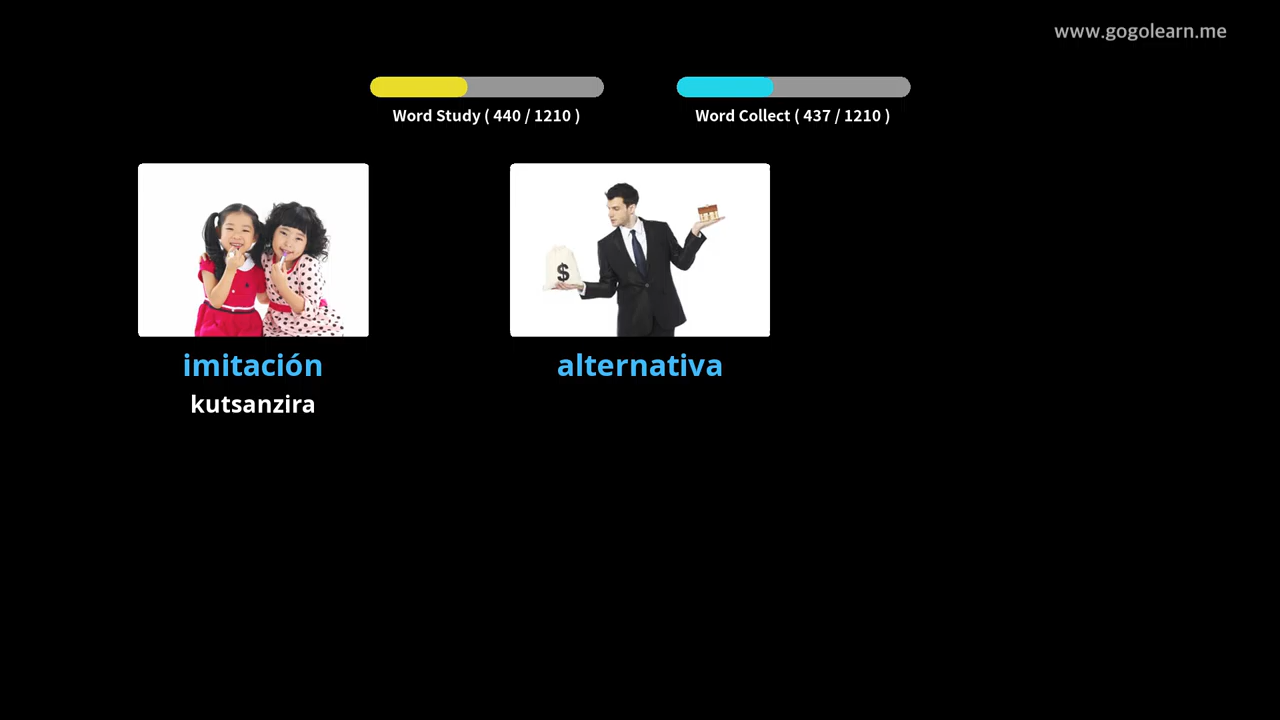 www.gogolearn.me
Word Study ( 440 / 1210 )
Word Collect ( 437 / 1210 )
$
imitación
alternativa
kutsanzira